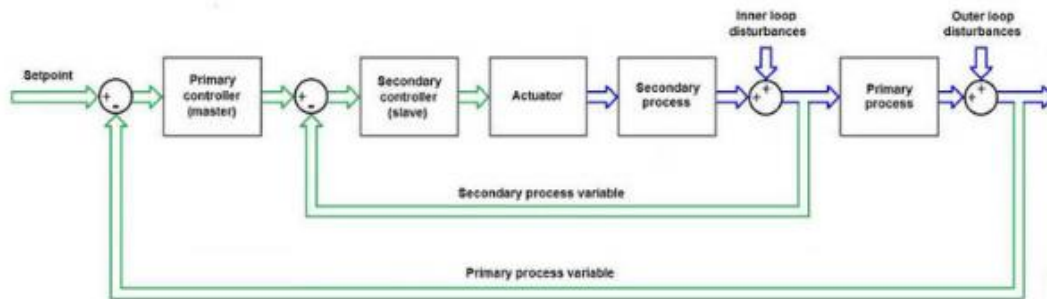 Inner loop
disturbances
Outer loop
disturbances
Setpoint
+
-
Primary
controller
(master)
+
-
Secondary
controller
(slave)
Actuator
Secondary
process
+
+
Primary
process
+
+
Secondary process variable
Primary process variable